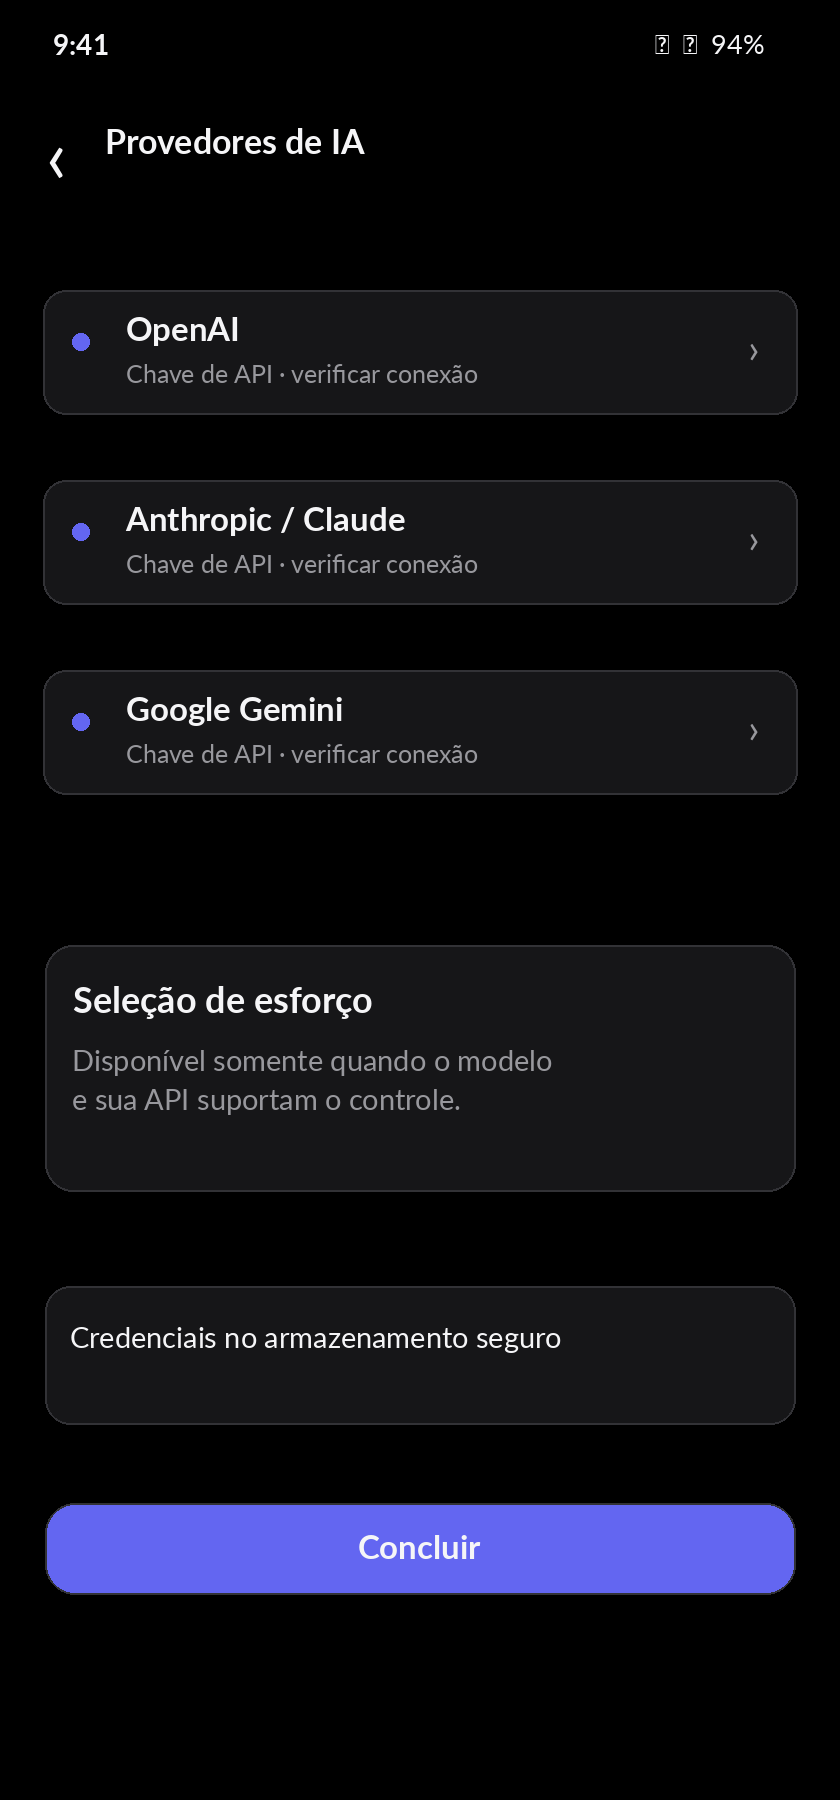 9:41
94%
‹ Provedores de IA
OpenAI
Chave de API · verificar conexão ›
Anthropic / Claude
Chave de API · verificar conexão ›
Google Gemini
Chave de API · verificar conexão ›
Seleção de esforço
Disponível somente quando o modelo
e sua API suportam o controle.
Credenciais no armazenamento seguro
Concluir